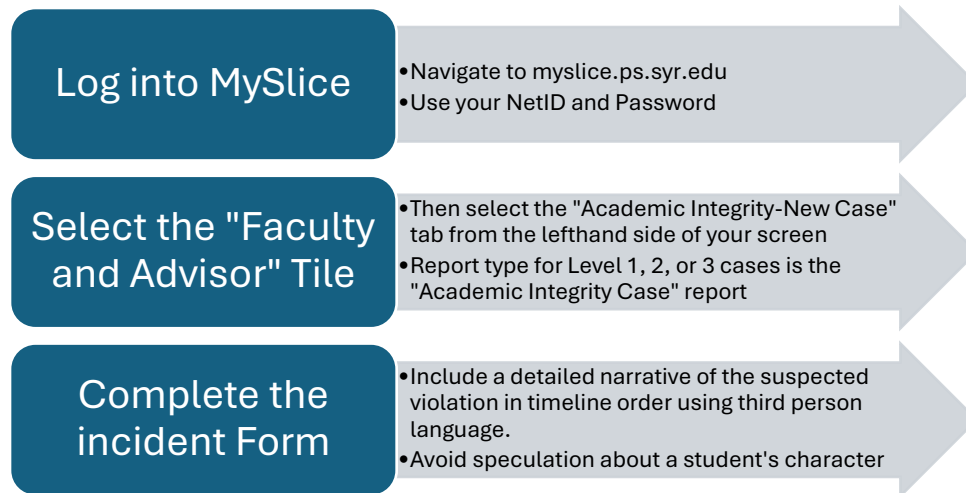 Log into MySlice
•Navigate to myslice.ps.syr.edu
•Use your NetID and Password
Select the "Faculty
and Advisor" Tile
•Then select the "Academic Integrity-New Case"
tab from the lefthand side of your screen
•Report type for Level 1, 2, or 3 cases is the
"Academic Integrity Case" report
Complete the
incident Form
•Include a detailed narrative of the suspected
violation in timeline order using third person
language.
•Avoid speculation about a student's character